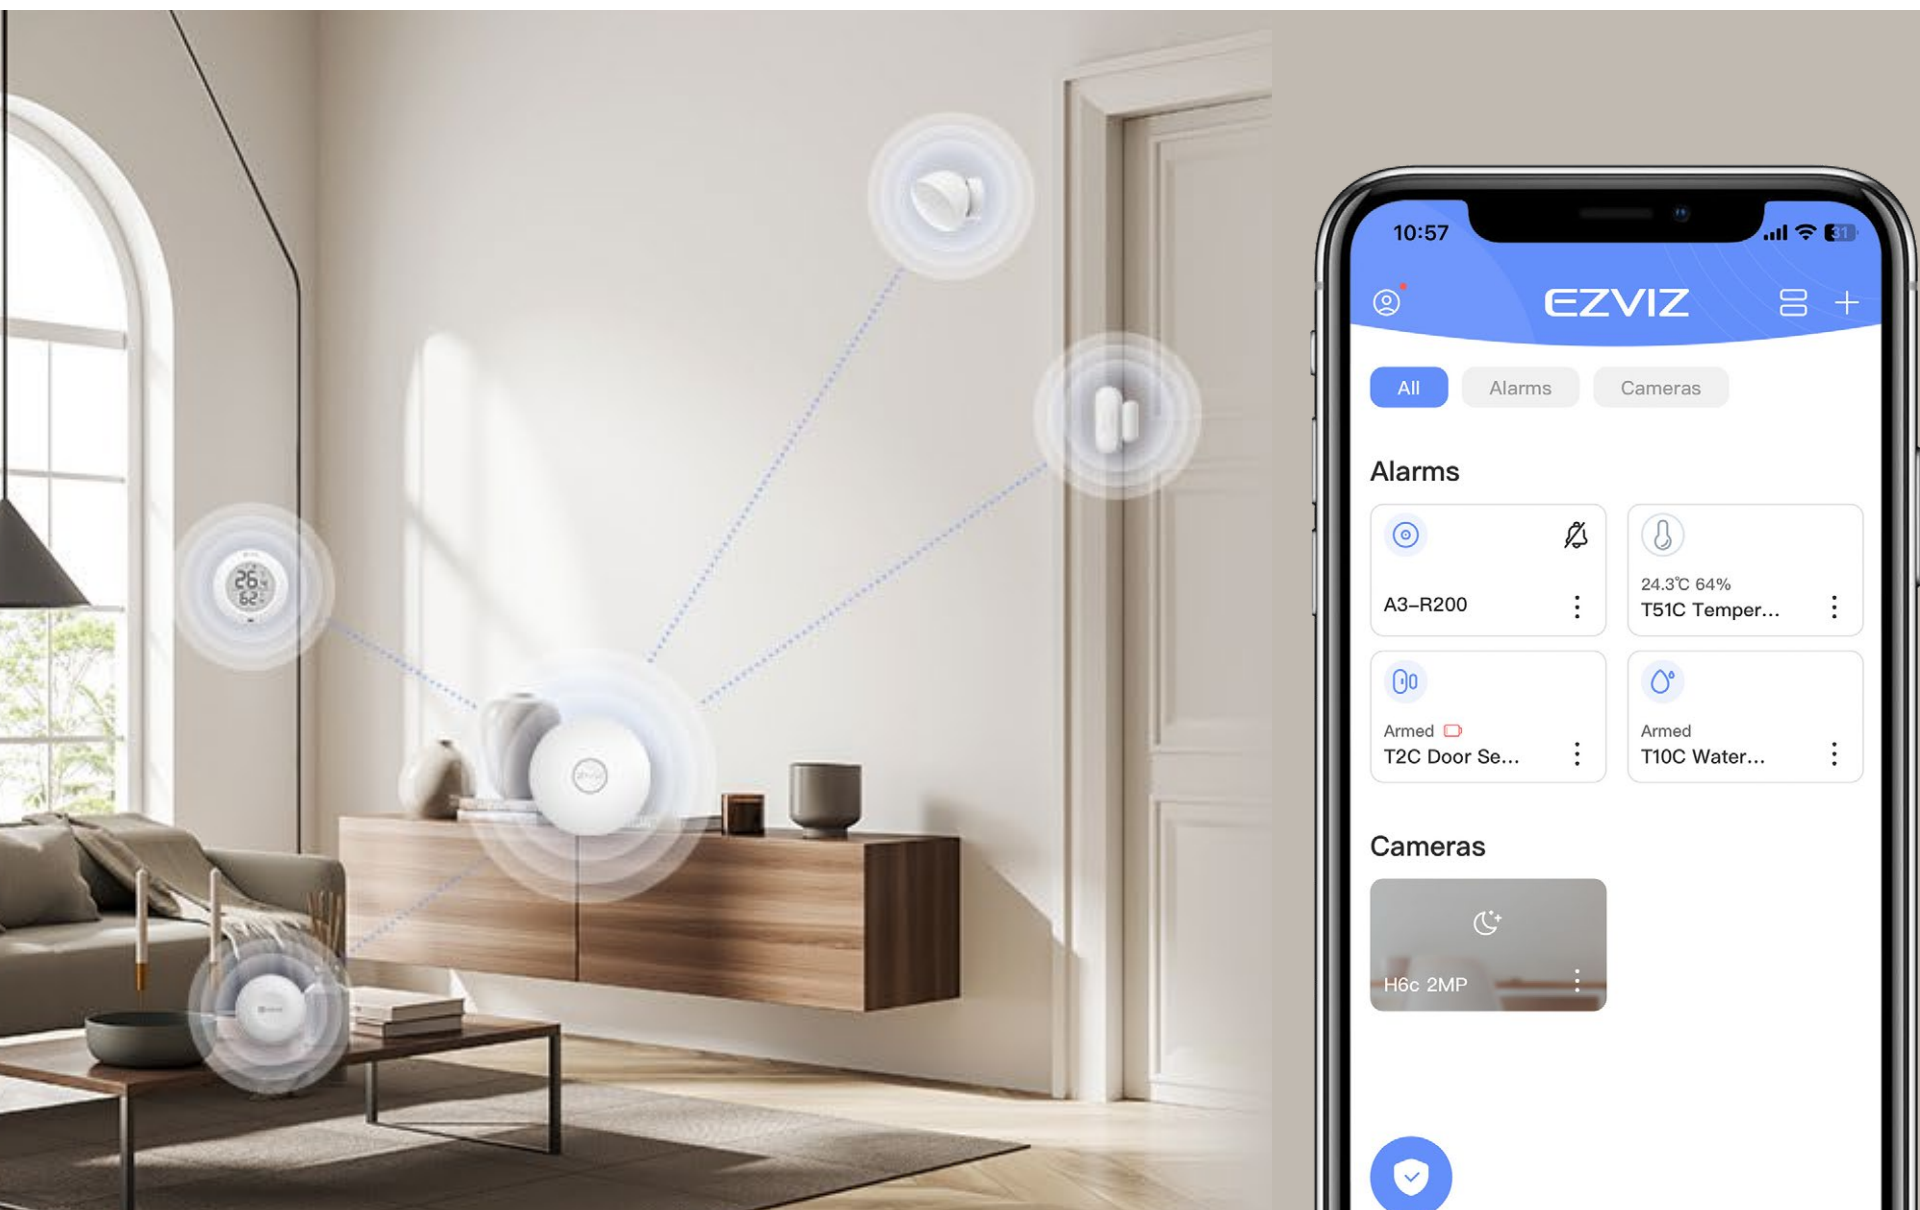 26
62
10:57
31
EZVIZ
All
Alarms
Cameras
Alarms
A3-R200
24.3℃ 64%
T51C Temper...
Armed
T2C Door Se...
Armed
T10C Water...
Cameras
H6c 2MP